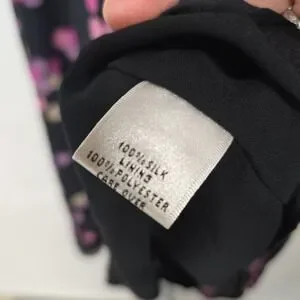 100% SILK
LINING
100% POLYESTER
CARE OVER